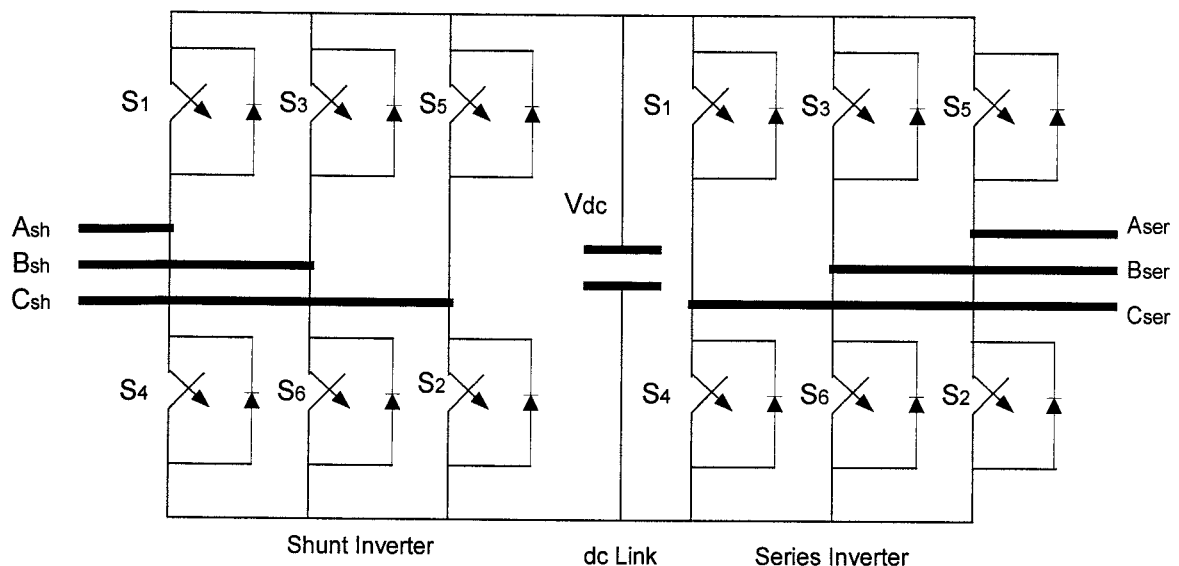 S1
S3
S5
S1
S3
S5
Vdc
Ash
Bsh
Csh
Aser
Bser
Cser
S4
S6
S2
S4
S6
S2
Shunt Inverter
dc Link
Series Inverter